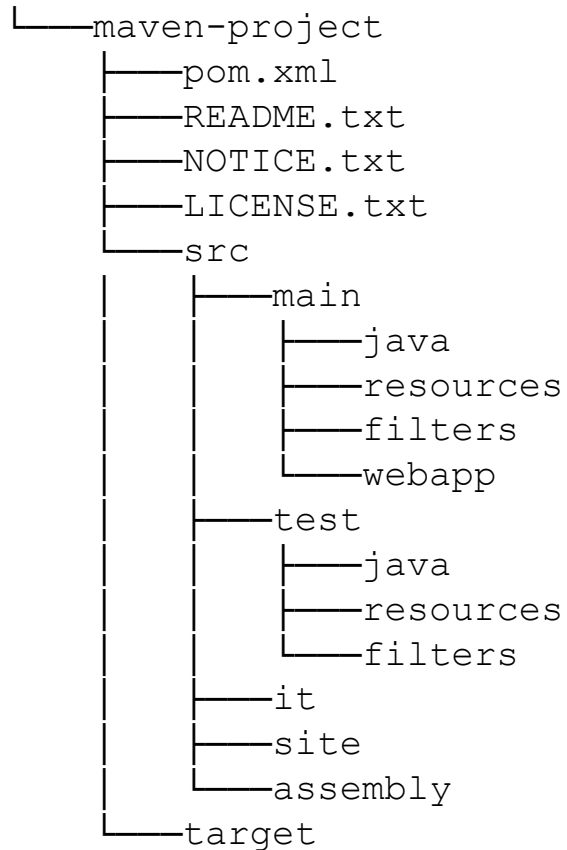 └───maven-project
├───pom.xml
├───README.txt
├───NOTICE.txt
├───LICENSE.txt
└───src
│   ├───main
│   │   ├───java
│   │   ├───resources
│   │   ├───filters
│   │   └───webapp
│   ├───test
│   │   ├───java
│   │   ├───resources
│   │   └───filters
│   ├───it
│   ├───site
│   └───assembly
└───target